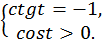 {ctgt = −1,
cost > 0.